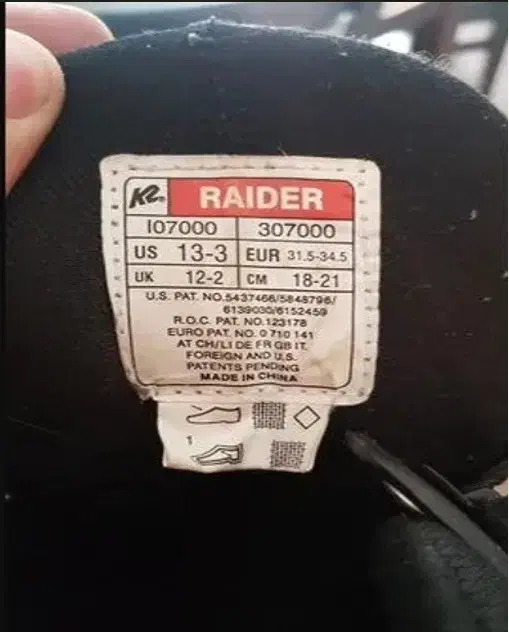 K2 RAIDER
107000 307000
US 13-3 EUR 31.5-34.5
UK 12-2 CM 18-21
U.S. PAT. NO.5437466/5848796/
6139030/6152459
R.O.C. PAT. NO.123178
EURO PAT. NO. 0 710 141
AT CH/LI DE FR GB IT.
FOREIGN AND U.S.
PATENTS PENDING
MADE IN CHINA
1